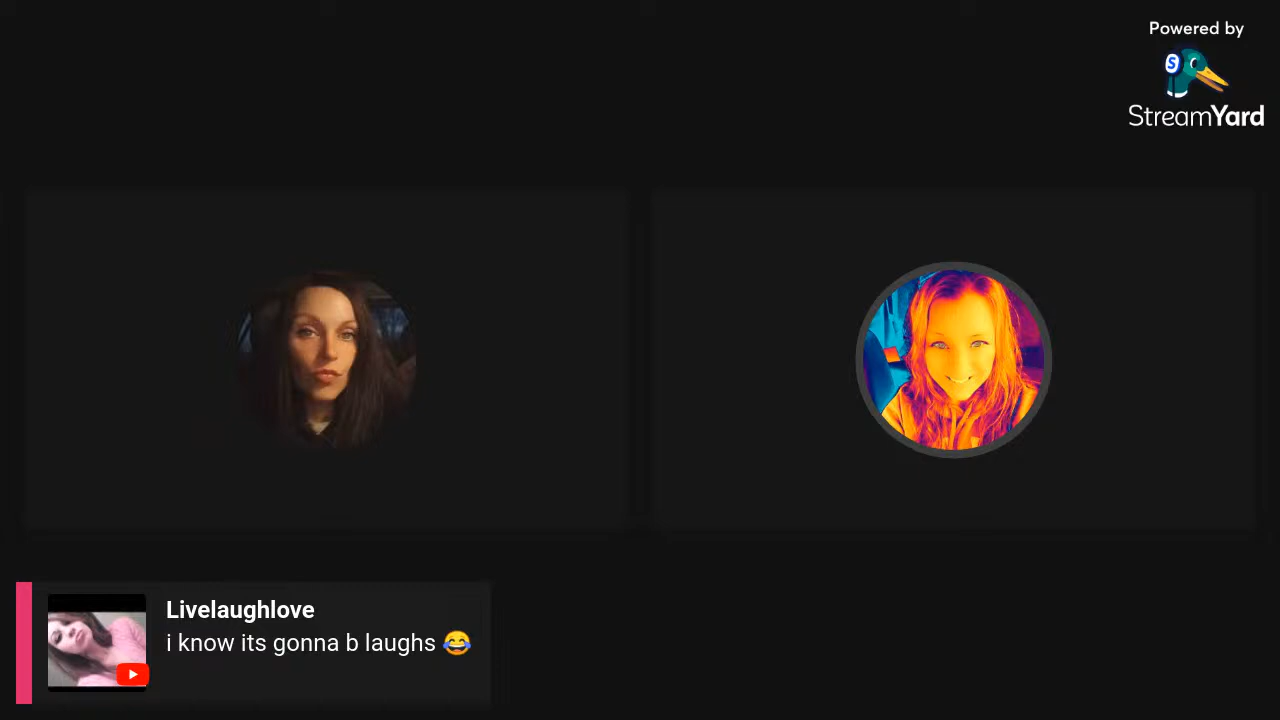 Powered by
S
StreamYard
Livelaughlove
i know its gonna b laughs 😂